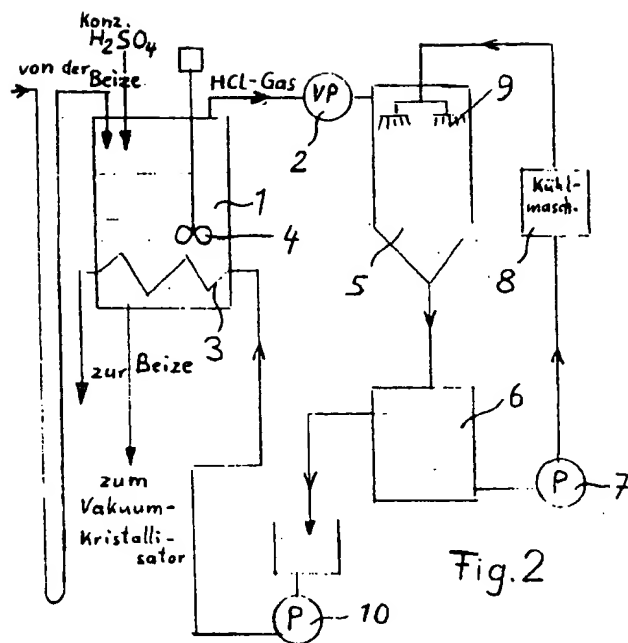 Konz.
H₂SO₄
von der
Beize
HCl-Gas
VP
2
9
1
4
Kühl-
masch.
8
5
3
zur Beize
6
zum
Vakuum-
Kristalli-
sator
P
7
P
10
Fig.2